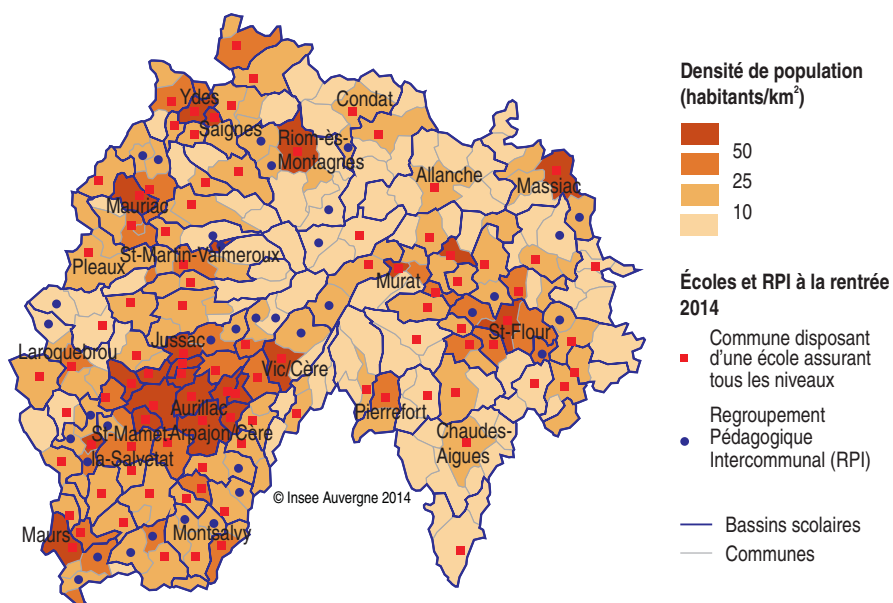 Ydes
Saignes
Condat
Riom-ès-
Montagnes
Allanche
Massiac
Mauriac
St-Martin-Valmeroux
Pleaux
Murat
St-Flour
Jussac
Laroquebrou
Vic/Cère
Aurillac
Pierrefort
St-Mamet-
la-Salvetat
Arpajon/Cère
Chaudes-
Aigues
Maurs
Montsalvy
© Insee Auvergne 2014
Densité de population
(habitants/km²)
50
25
10
Écoles et RPI à la rentrée
2014
Commune disposant
d'une école assurant
tous les niveaux
Regroupement
Pédagogique
Intercommunal (RPI)
Bassins scolaires
Communes